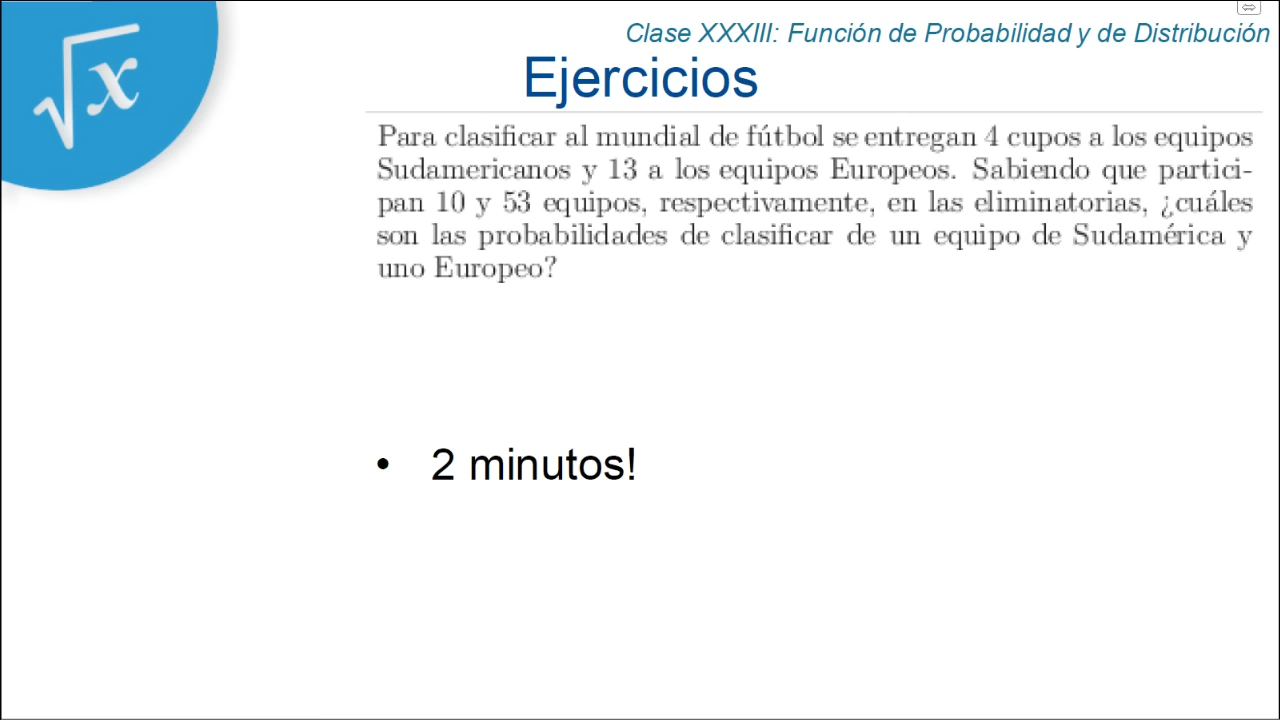 Clase XXXIII: Función de Probabilidad y de Distribución
Ejercicios
Para clasificar al mundial de fútbol se entregan 4 cupos a los equipos
Sudamericanos y 13 a los equipos Europeos. Sabiendo que partici-
pan 10 y 53 equipos, respectivamente, en las eliminatorias, ¿cuáles
son las probabilidades de clasificar de un equipo de Sudamérica y
uno Europeo?
• 2 minutos!
√x